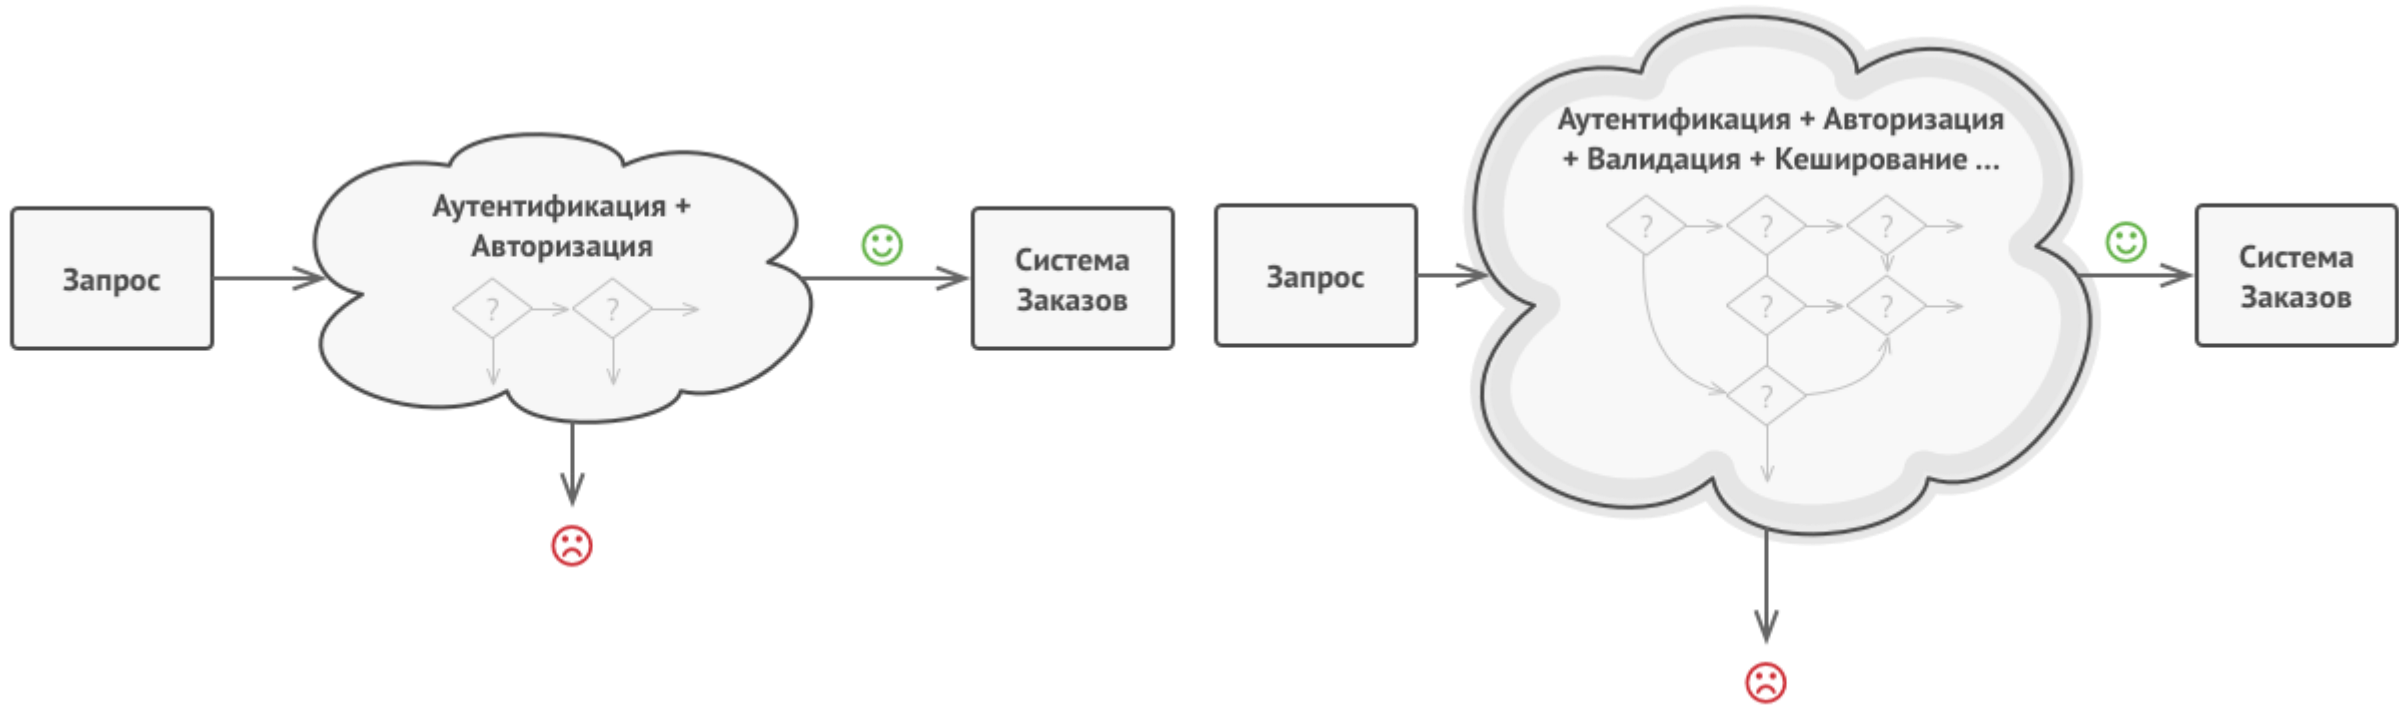 Запрос
Аутентификация +
Авторизация
?
?
Система
Заказов
Запрос
Аутентификация + Авторизация
+ Валидация + Кеширование ...
?
?
?
?
?
?
Система
Заказов